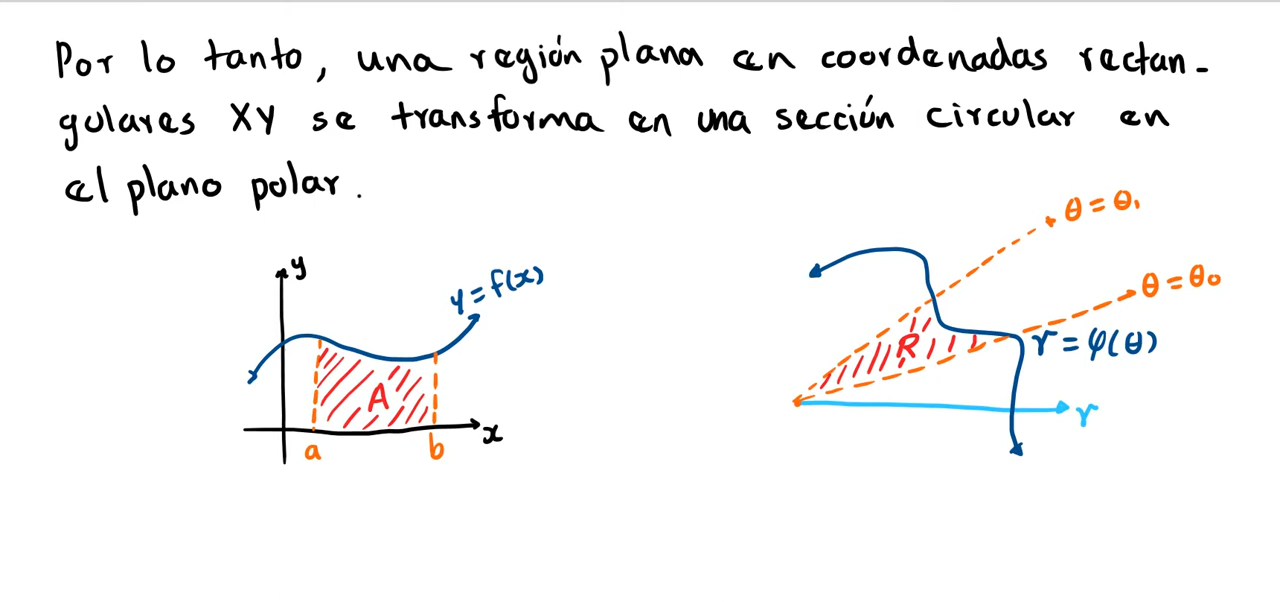 Por lo tanto, una región plana en coordenadas rectan-
gulares XY se transforma en una sección circular en
el plano polar.
θ = θ₁
y
y = f(x)
θ = θ₀
R
r = φ(θ)
A
r
x
a
b